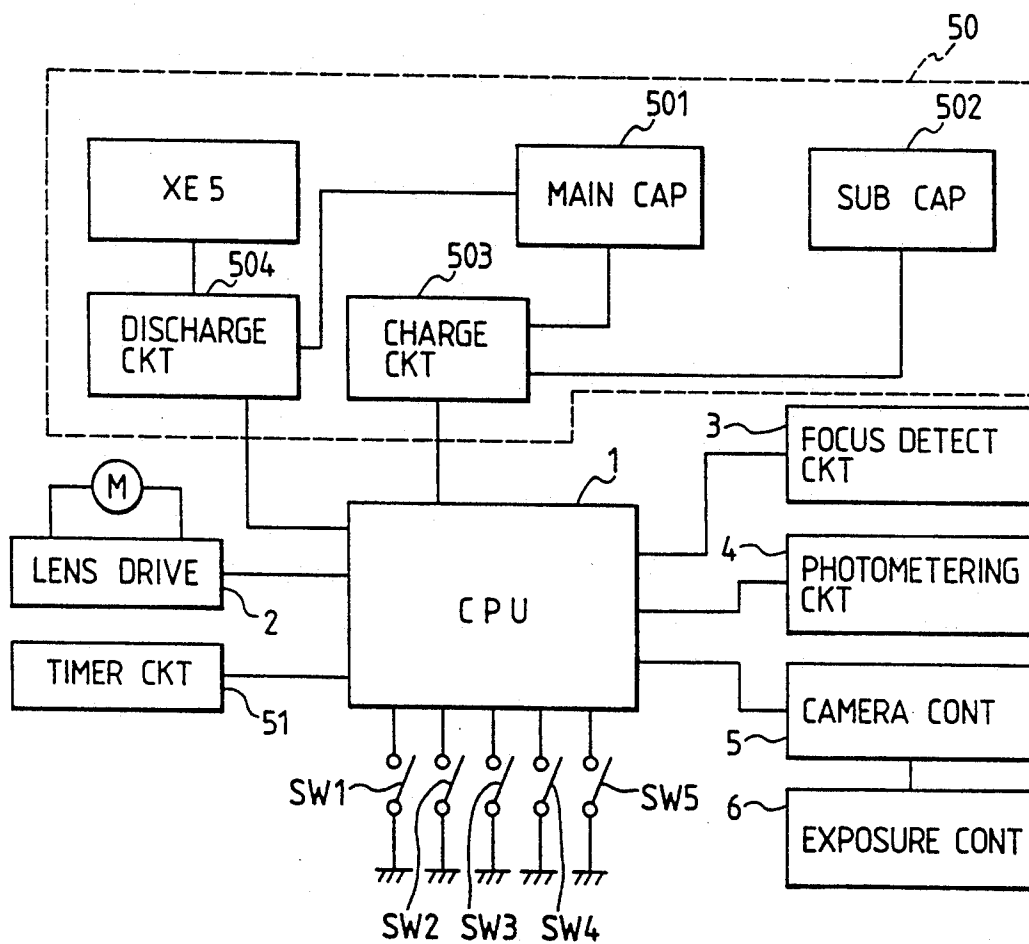 50
501
502
XE 5
MAIN CAP
SUB CAP
504
503
DISCHARGE
CKT
CHARGE
CKT
3
FOCUS DETECT
CKT
M
1
LENS DRIVE
2
CPU
4
PHOTOMETERING
CKT
TIMER CKT
51
CAMERA CONT
5
SW1
SW5
6
EXPOSURE CONT
SW2
SW3
SW4